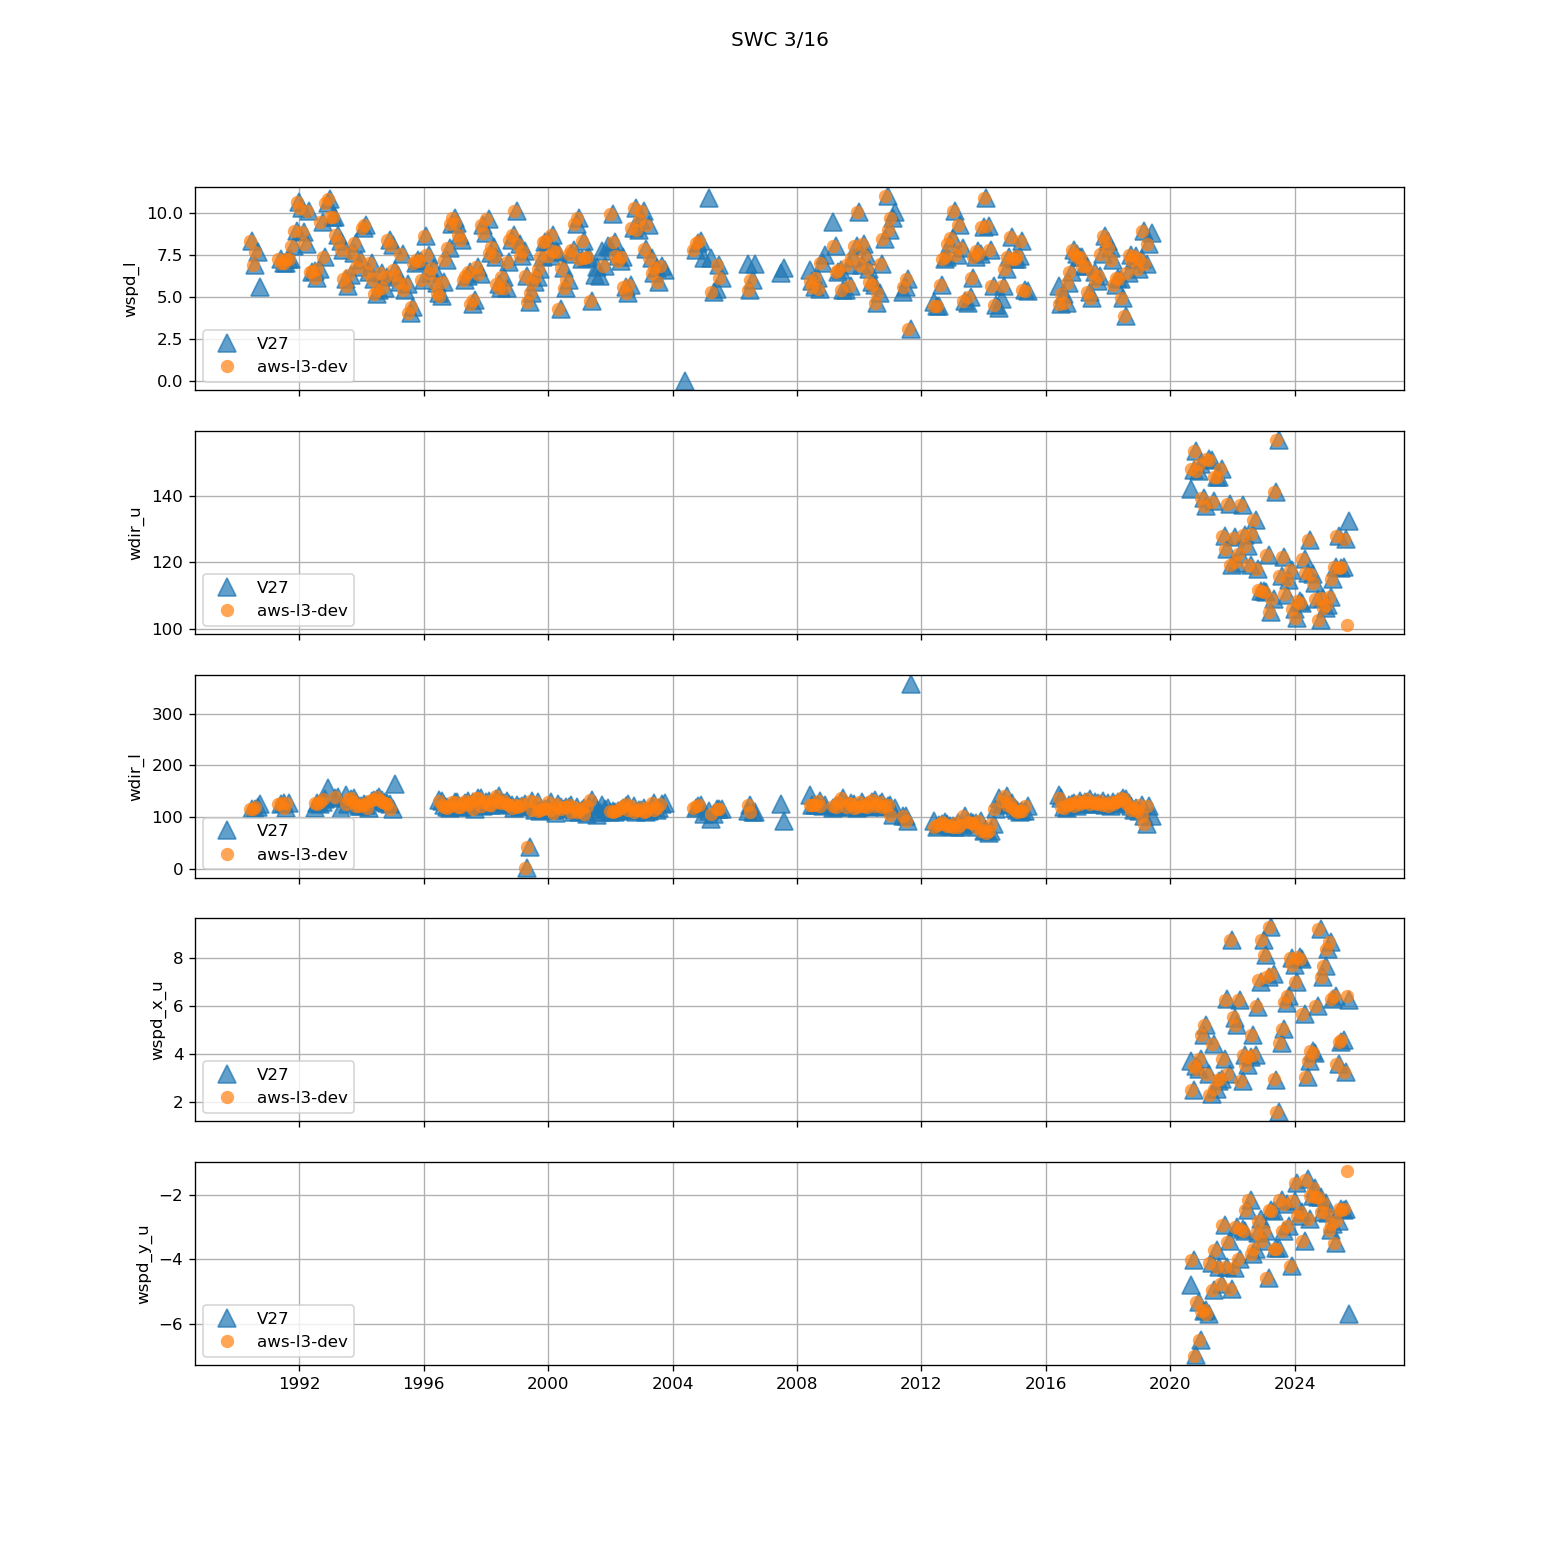 SWC 3/16
wspd_l
10.0
7.5
5.0
2.5
0.0
V27
aws-l3-dev
wdir_u
140
120
100
V27
aws-l3-dev
wdir_l
300
200
100
0
V27
aws-l3-dev
wspd_x_u
8
6
4
2
V27
aws-l3-dev
wspd_y_u
−2
−4
−6
V27
aws-l3-dev
1992 1996 2000 2004 2008 2012 2016 2020 2024